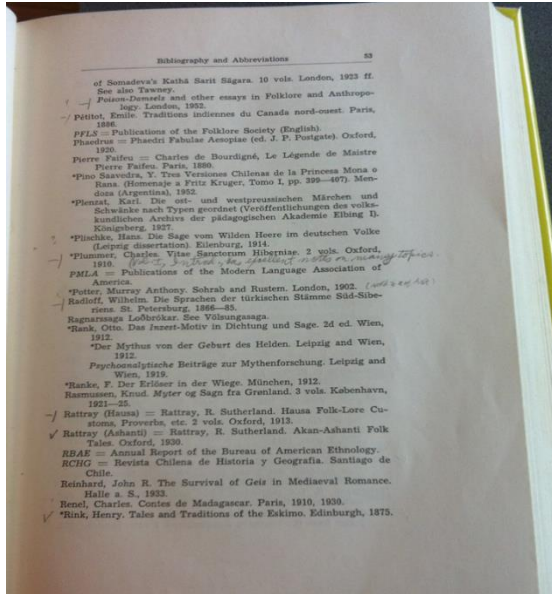 Bibliography and Abbreviations 53
of Somadeva's Kathā Sarit Sāgara. 10 vols. London, 1923 ff.
See also Tawney.
Poison-Damsels and other essays in Folklore and Anthropo-
logy. London, 1952.
Pétitot, Emile. Traditions indiennes du Canada nord-ouest. Paris,
1886.
PFLS = Publications of the Folklore Society (English).
Phaedrus = Phaedri Fabulae Aesopiae (ed. J. P. Postgate). Oxford,
1920.
Pierre Faifeu = Charles de Bourdigné, Le Légende de Maistre
Pierre Faifeu. Paris, 1880.
*Pino Saavedra, Y. Tres Versiones Chilenas de la Princesa Mona o
Rana. (Homenaje a Fritz Kruger, Tomo I, pp. 399—407). Men-
doza (Argentina), 1952.
*Plenzat, Karl. Die ost- und westpreussischen Märchen und
Schwänke nach Typen geordnet (Veröffentlichungen des volks-
kundlichen Archivs der pädagogischen Akademie Elbing I).
Königsberg, 1927.
*Plischke, Hans. Die Sage vom Wilden Heere im deutschen Volke
(Leipzig dissertation). Eilenburg, 1914.
*Plummer, Charles. Vitae Sanctorum Hiberniae. 2 vols. Oxford,
1910. excellent notes on many topics.
PMLA = Publications of the Modern Language Association of
America.
*Potter, Murray Anthony. Sohrab and Rustem. London, 1902.
Radloff, Wilhelm. Die Sprachen der türkischen Stämme Süd-Sibe-
riens. St. Petersburg, 1866—85.
Ragnarssaga Loðbrókar. See Völsungasaga.
*Rank, Otto. Das Inzest-Motiv in Dichtung und Sage. 2d ed. Wien,
1912.
*Der Mythus von der Geburt des Helden. Leipzig and Wien,
1912.
Psychoanalytische Beiträge zur Mythenforschung. Leipzig and
Wien, 1919.
*Ranke, F. Der Erlöser in der Wiege. München, 1912.
Rasmussen, Knud. Myter og Sagn fra Grønland. 3 vols. København,
1921—25.
Rattray (Hausa) = Rattray, R. Sutherland. Hausa Folk-Lore Cu-
stoms, Proverbs, etc. 2 vols. Oxford, 1913.
Rattray (Ashanti) = Rattray, R. Sutherland. Akan-Ashanti Folk
Tales. Oxford, 1930.
RBAE = Annual Report of the Bureau of American Ethnology.
RCHG = Revista Chilena de Historia y Geografia. Santiago de
Chile.
Reinhard, John R. The Survival of Geis in Mediaeval Romance.
Halle a. S., 1933.
Renel, Charles. Contes de Madagascar. Paris, 1910, 1930.
*Rink, Henry. Tales and Traditions of the Eskimo. Edinburgh, 1875.